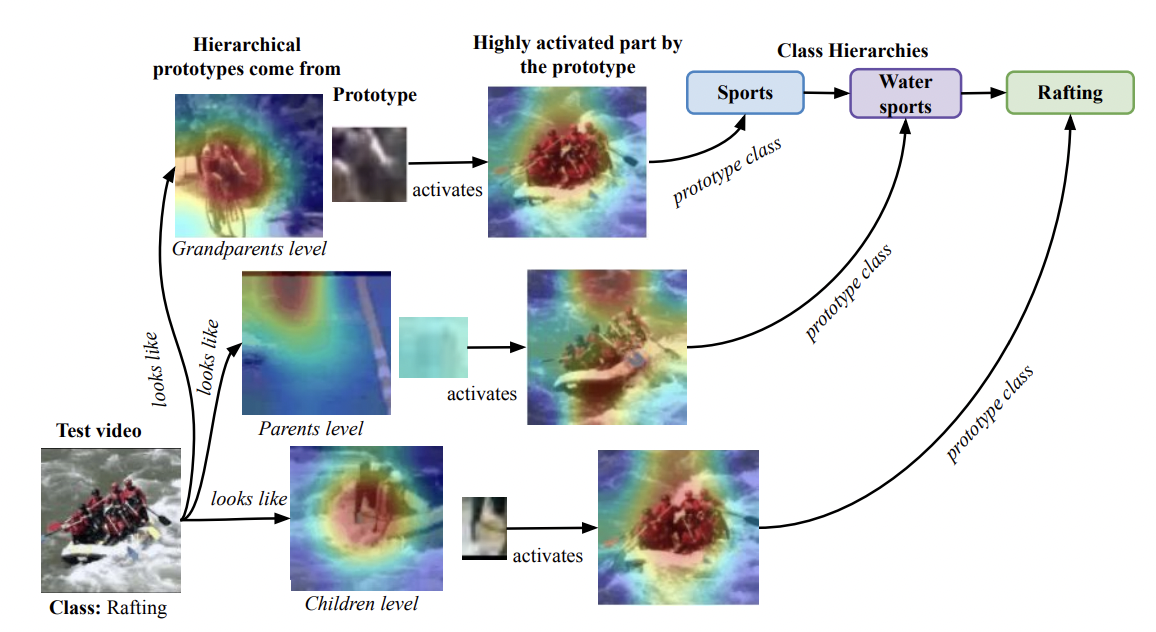 Hierarchical
prototypes come from
Prototype
Highly activated part by
the prototype
Class Hierarchies
Sports
Water
sports
Rafting
activates
prototype class
Grandparents level
looks like
looks like
activates
prototype class
Parents level
Test video
looks like
activates
prototype class
Children level
Class: Rafting